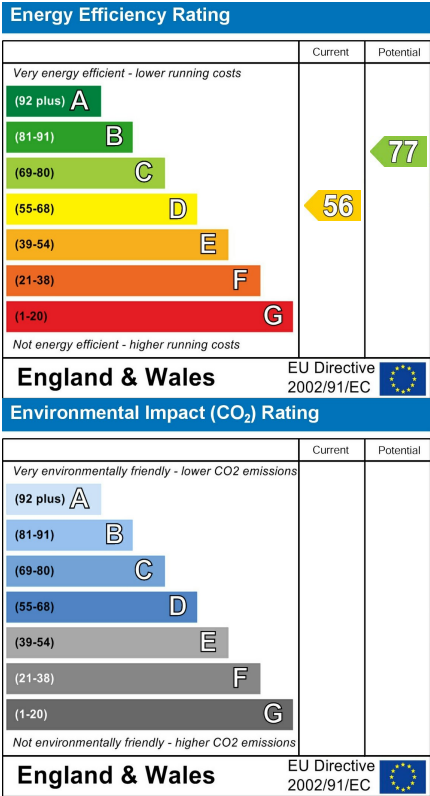 Energy Efficiency Rating
Current Potential
Very energy efficient - lower running costs
(92 plus) A
(81-91) B
(69-80) C
77
(55-68) D
56
(39-54) E
(21-38) F
(1-20) G
Not energy efficient - higher running costs
England & Wales
EU Directive
2002/91/EC
Environmental Impact (CO₂) Rating
Current Potential
Very environmentally friendly - lower CO2 emissions
(92 plus) A
(81-91) B
(69-80) C
(55-68) D
(39-54) E
(21-38) F
(1-20) G
Not environmentally friendly - higher CO2 emissions
England & Wales
EU Directive
2002/91/EC